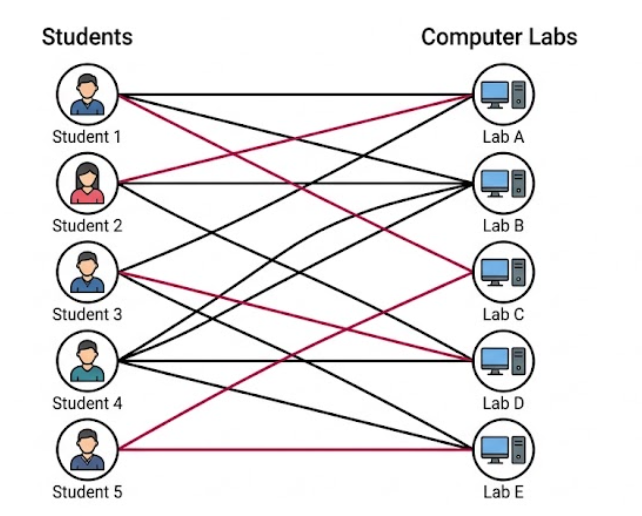 Students
Computer Labs
Student 1
Lab A
Student 2
Lab B
Student 3
Lab C
Student 4
Lab D
Student 5
Lab E